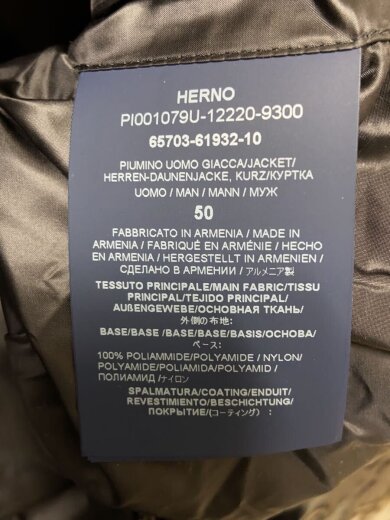 HERNO
PI001079U-12220-9300
65703-61932-10
PIUMINO UOMO GIACCA/JACKET/
HERREN-DAUNENJACKE, KURZ/КУРТКА
UOMO / MAN / MANN / МУЖ
50
FABBRICATO IN ARMENIA / MADE IN
ARMENIA / FABRIQUÉ EN ARMÉNIE / HECHO
EN ARMENIA / HERGESTELLT IN ARMENIEN/
СДЕЛАНО В АРМЕНИИ / アルメニア製
TESSUTO PRINCIPALE/MAIN FABRIC/TISSU
PRINCIPAL/TEJIDO PRINCIPAL/
AUßENGEWEBE/ОСНОВНАЯ ТКАНЬ/
外側の布地:
BASE/BASE /BASE/BASE/BASIS/ОСНОВА/
ベース:
100% POLIAMMIDE/POLYAMIDE / NYLON/
POLYAMIDE/POLIAMIDA/POLYAMID /
ПОЛИАМИД /ナイロン
SPALMATURA/COATING/ENDUIT/
REVESTIMIENTO/BESCHICHTUNG/
ПОКРЫТИЕ/(コーティング) :